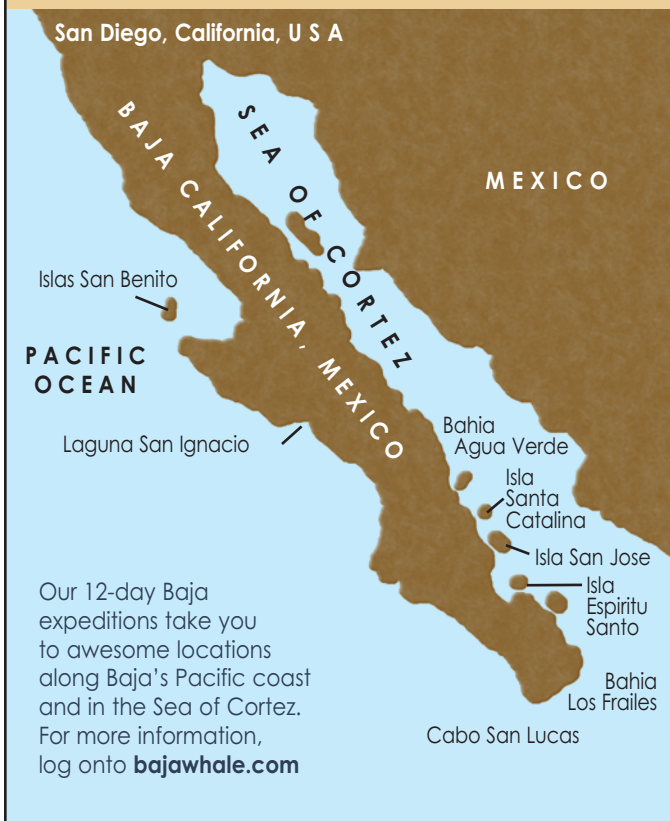 San Diego, California, U S A
SEA OF CORTEZ
BAJA CALIFORNIA, MEXICO
MEXICO
Islas San Benito
PACIFIC
OCEAN
Laguna San Ignacio
Bahia
Agua Verde
Isla
Santa
Catalina
Isla San Jose
Isla
Espiritu
Santo
Bahia
Los Frailes
Cabo San Lucas
Our 12-day Baja
expeditions take you
to awesome locations
along Baja’s Pacific coast
and in the Sea of Cortez.
For more information,
log onto bajawhale.com